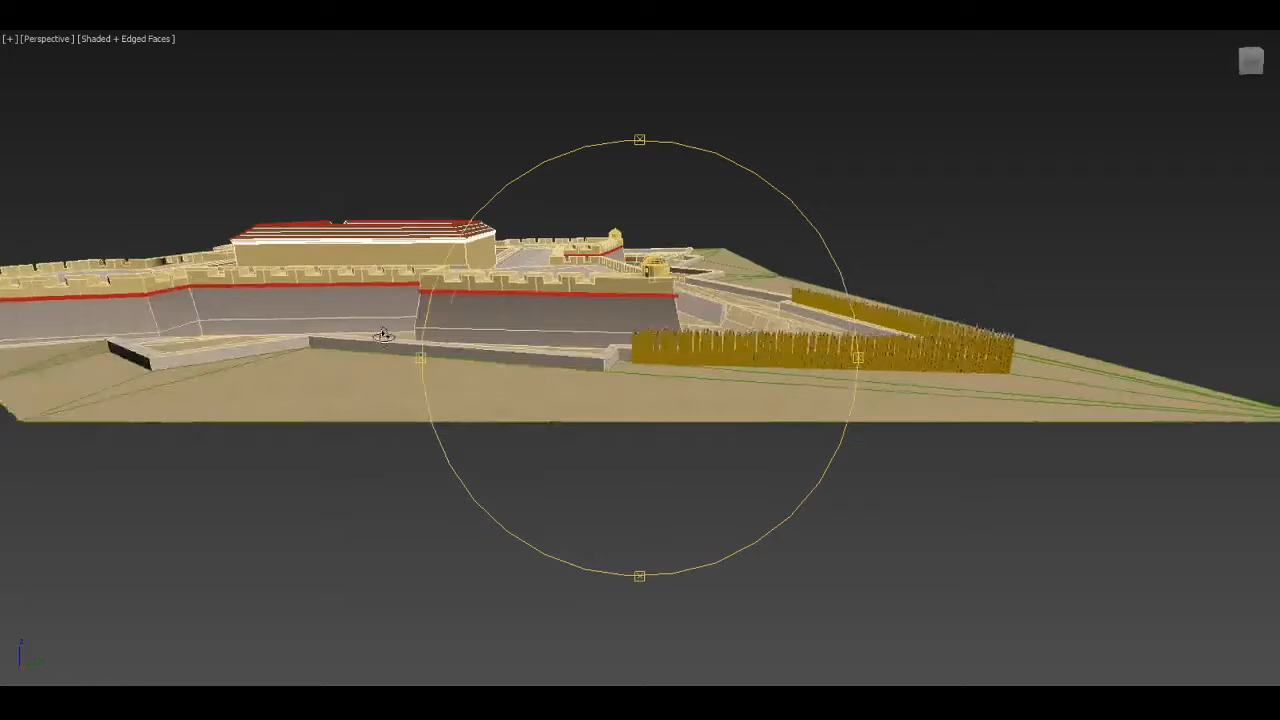 [+] [Perspective ] [Shaded + Edged Faces ]
z